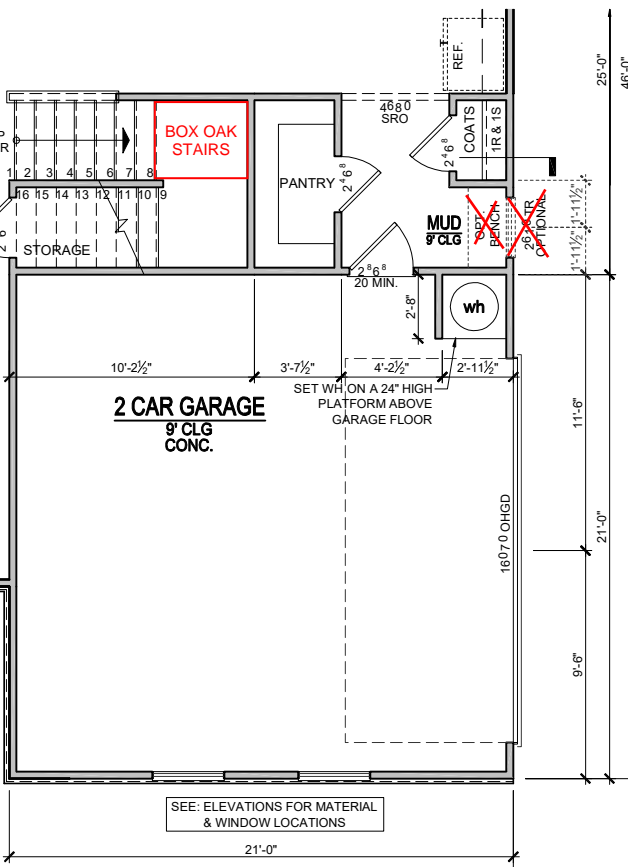 REF.
25'-0"
46'-0"
4680
SRO
COATS
1R & 1S
2468
BOX OAK
STAIRS
R
1 2 3 4 5 6 7 8
16 15 14 13 12 11 10 9
STORAGE
2 6
PANTRY
2468
MUD
9' CLG
OPT.
BENCH
OPTIONAL
1'-11½"
1'-11½"
2868
20 MIN.
2'-8"
wh
10'-2½"
3'-7½"
4'-2½"
2'-11½"
SET WH ON A 24" HIGH
PLATFORM ABOVE
GARAGE FLOOR
2 CAR GARAGE
9' CLG
CONC.
16070 OHGD
11'-6"
21'-0"
9'-6"
SEE: ELEVATIONS FOR MATERIAL
& WINDOW LOCATIONS
21'-0"